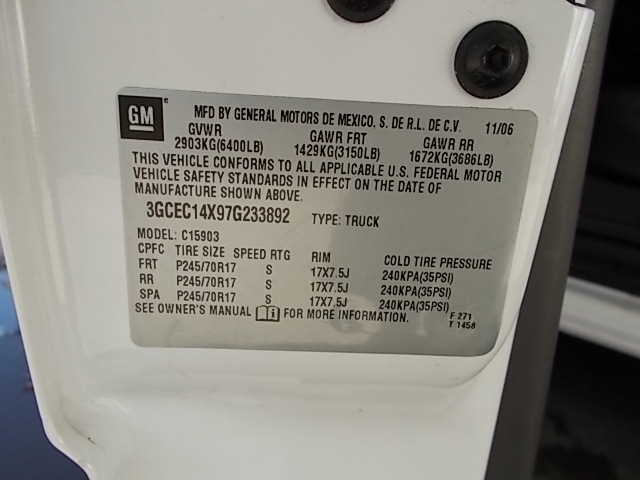 GM ® MFD BY GENERAL MOTORS DE MEXICO, S. DE R.L. DE C.V. 11/06
GVWR GAWR FRT GAWR RR
2903KG(6400LB) 1429KG(3150LB) 1672KG(3686LB)
THIS VEHICLE CONFORMS TO ALL APPLICABLE U.S. FEDERAL MOTOR
VEHICLE SAFETY STANDARDS IN EFFECT ON THE DATE OF
MANUFACTURE SHOWN ABOVE.
3GCEC14X97G233892 TYPE: TRUCK
MODEL: C15903
CPFC TIRE SIZE SPEED RTG RIM COLD TIRE PRESSURE
FRT P245/70R17 S 17X7.5J 240KPA(35PSI)
RR P245/70R17 S 17X7.5J 240KPA(35PSI)
SPA P245/70R17 S 17X7.5J 240KPA(35PSI)
SEE OWNER'S MANUAL FOR MORE INFORMATION. F 271
T 1458